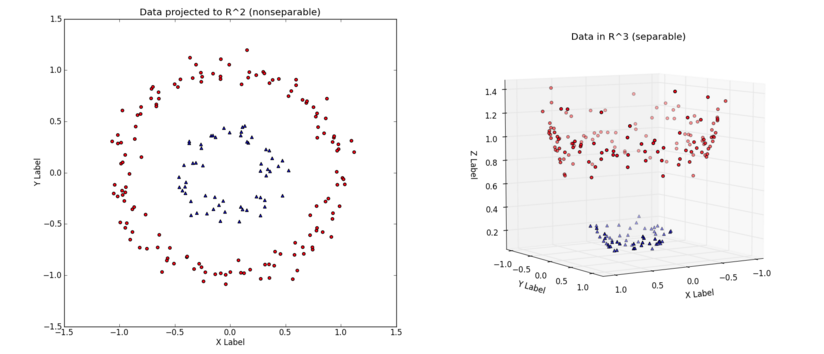 Data projected to R^2 (nonseparable)
1.5
1.0
0.5
0.0
−0.5
−1.0
−1.5
Y Label
−1.5 −1.0 −0.5 0.0 0.5 1.0 1.5
X Label
Data in R^3 (separable)
1.4
1.2
1.0
0.8
0.6
0.4
0.2
Z Label
−1.0 −0.5 0.0 0.5 1.0
Y Label
1.0 0.5 0.0 −0.5 −1.0
X Label